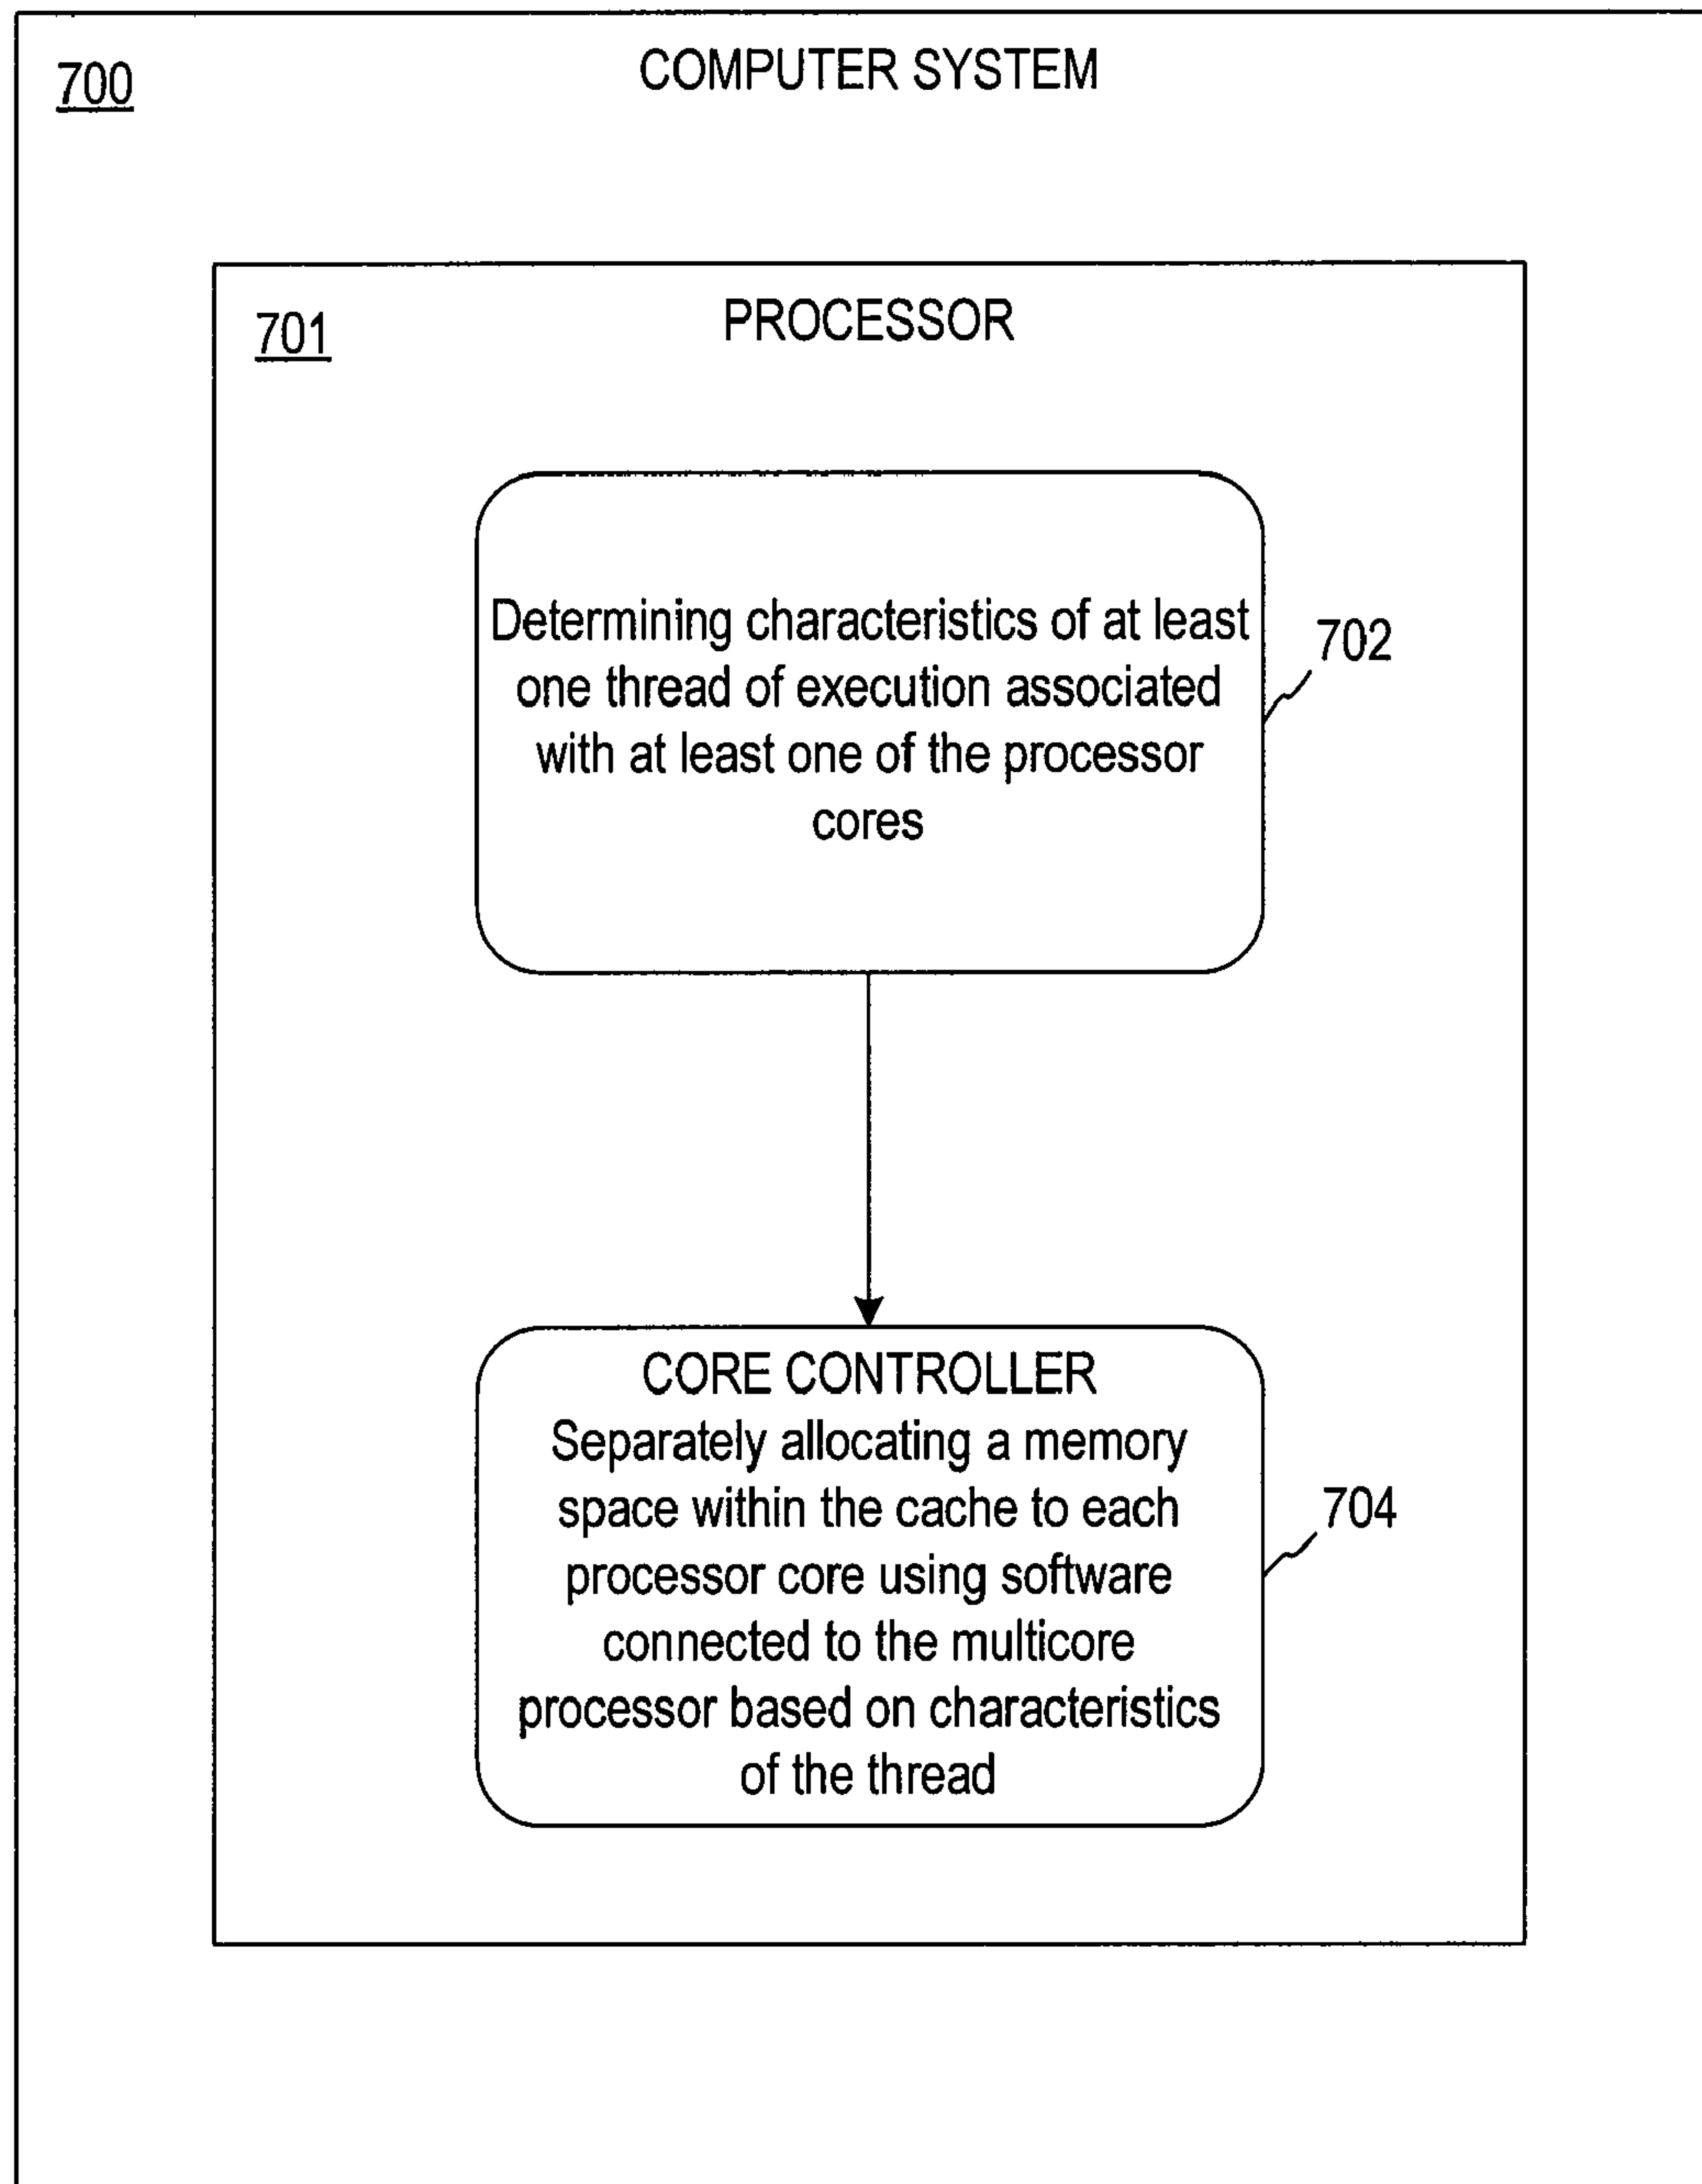 700
COMPUTER SYSTEM
701
PROCESSOR
Determining characteristics of at least
one thread of execution associated
with at least one of the processor
cores
702
CORE CONTROLLER
Separately allocating a memory
space within the cache to each
processor core using software
connected to the multicore
processor based on characteristics
of the thread
704